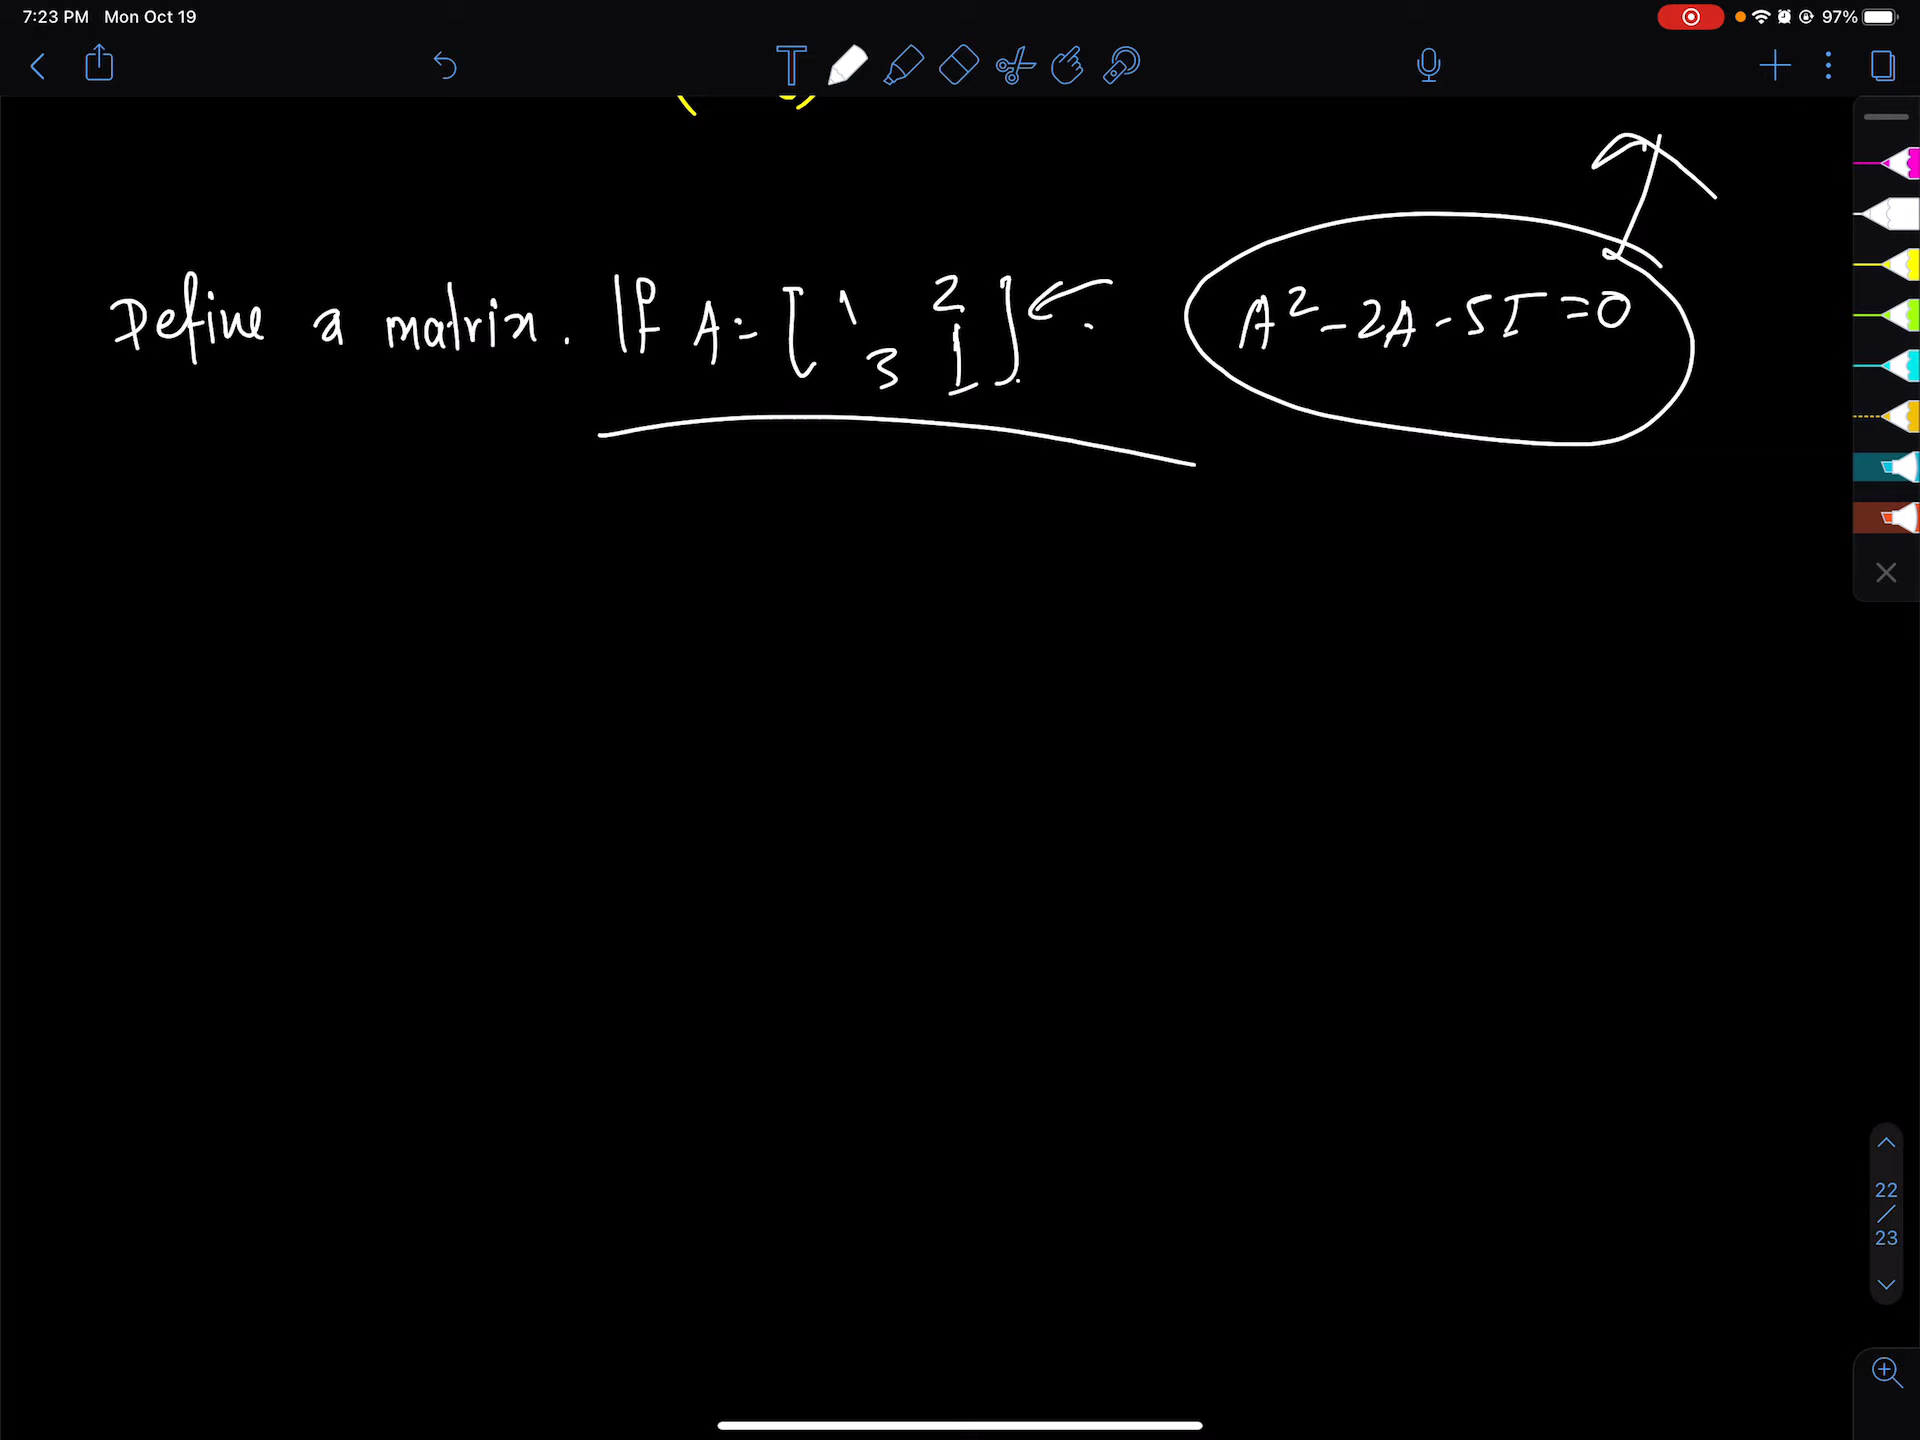 7:23 PM Mon Oct 19 97%
Define a matrix. If A = [ 1 2 A² - 2A - 5I = 0
3 1 ]
22
/
23